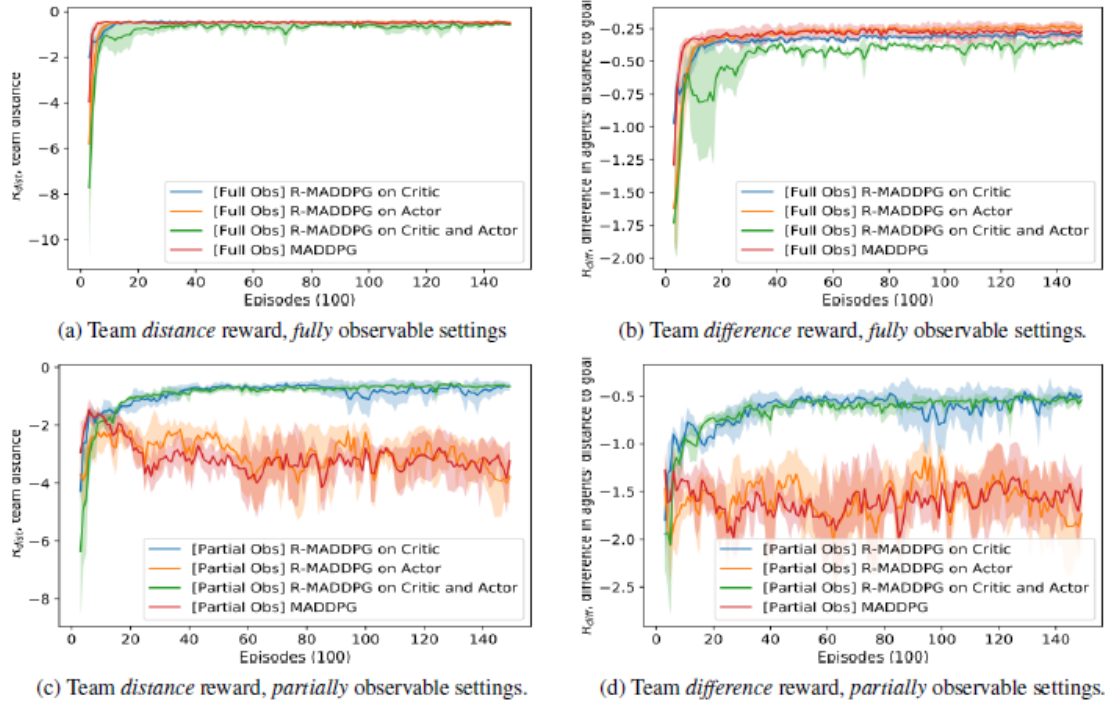 R_dist, team distance
0
−2
−4
−6
−8
−10
[Full Obs] R-MADDPG on Critic
[Full Obs] R-MADDPG on Actor
[Full Obs] R-MADDPG on Critic and Actor
[Full Obs] MADDPG
0 20 40 60 80 100 120 140
Episodes (100)
(a) Team distance reward, fully observable settings
R_diff, difference in agents' distance to goal
−0.25
−0.50
−0.75
−1.00
−1.25
−1.50
−1.75
−2.00
[Full Obs] R-MADDPG on Critic
[Full Obs] R-MADDPG on Actor
[Full Obs] R-MADDPG on Critic and Actor
[Full Obs] MADDPG
0 20 40 60 80 100 120 140
Episodes (100)
(b) Team difference reward, fully observable settings.
R_dist, team distance
0
−2
−4
−6
−8
[Partial Obs] R-MADDPG on Critic
[Partial Obs] R-MADDPG on Actor
[Partial Obs] R-MADDPG on Critic and Actor
[Partial Obs] MADDPG
0 20 40 60 80 100 120 140
Episodes (100)
(c) Team distance reward, partially observable settings.
R_diff, difference in agents' distance to goal
−0.5
−1.0
−1.5
−2.0
−2.5
[Partial Obs] R-MADDPG on Critic
[Partial Obs] R-MADDPG on Actor
[Partial Obs] R-MADDPG on Critic and Actor
[Partial Obs] MADDPG
0 20 40 60 80 100 120 140
Episodes (100)
(d) Team difference reward, partially observable settings.